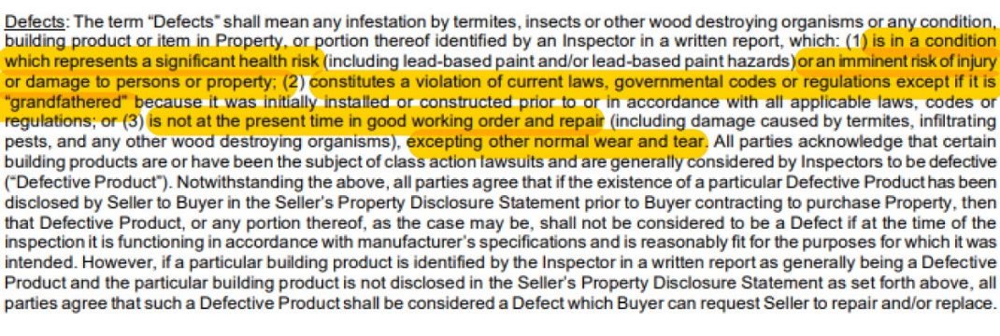 Defects: The term “Defects” shall mean any infestation by termites, insects or other wood destroying organisms or any condition,
building product or item in Property, or portion thereof identified by an Inspector in a written report, which: (1) is in a condition
which represents a significant health risk (including lead-based paint and/or lead-based paint hazards) or an imminent risk of injury
or damage to persons or property; (2) constitutes a violation of current laws, governmental codes or regulations except if it is
“grandfathered” because it was initially installed or constructed prior to or in accordance with all applicable laws, codes or
regulations; or (3) is not at the present time in good working order and repair (including damage caused by termites, infiltrating
pests, and any other wood destroying organisms), excepting other normal wear and tear. All parties acknowledge that certain
building products are or have been the subject of class action lawsuits and are generally considered by Inspectors to be defective
(“Defective Product”). Notwithstanding the above, all parties agree that if the existence of a particular Defective Product has been
disclosed by Seller to Buyer in the Seller’s Property Disclosure Statement prior to Buyer contracting to purchase Property, then
that Defective Product, or any portion thereof, as the case may be, shall not be considered to be a Defect if at the time of the
inspection it is functioning in accordance with manufacturer’s specifications and is reasonably fit for the purposes for which it was
intended. However, if a particular building product is identified by the Inspector in a written report as generally being a Defective
Product and the particular building product is not disclosed in the Seller’s Property Disclosure Statement as set forth above, all
parties agree that such a Defective Product shall be considered a Defect which Buyer can request Seller to repair and/or replace.